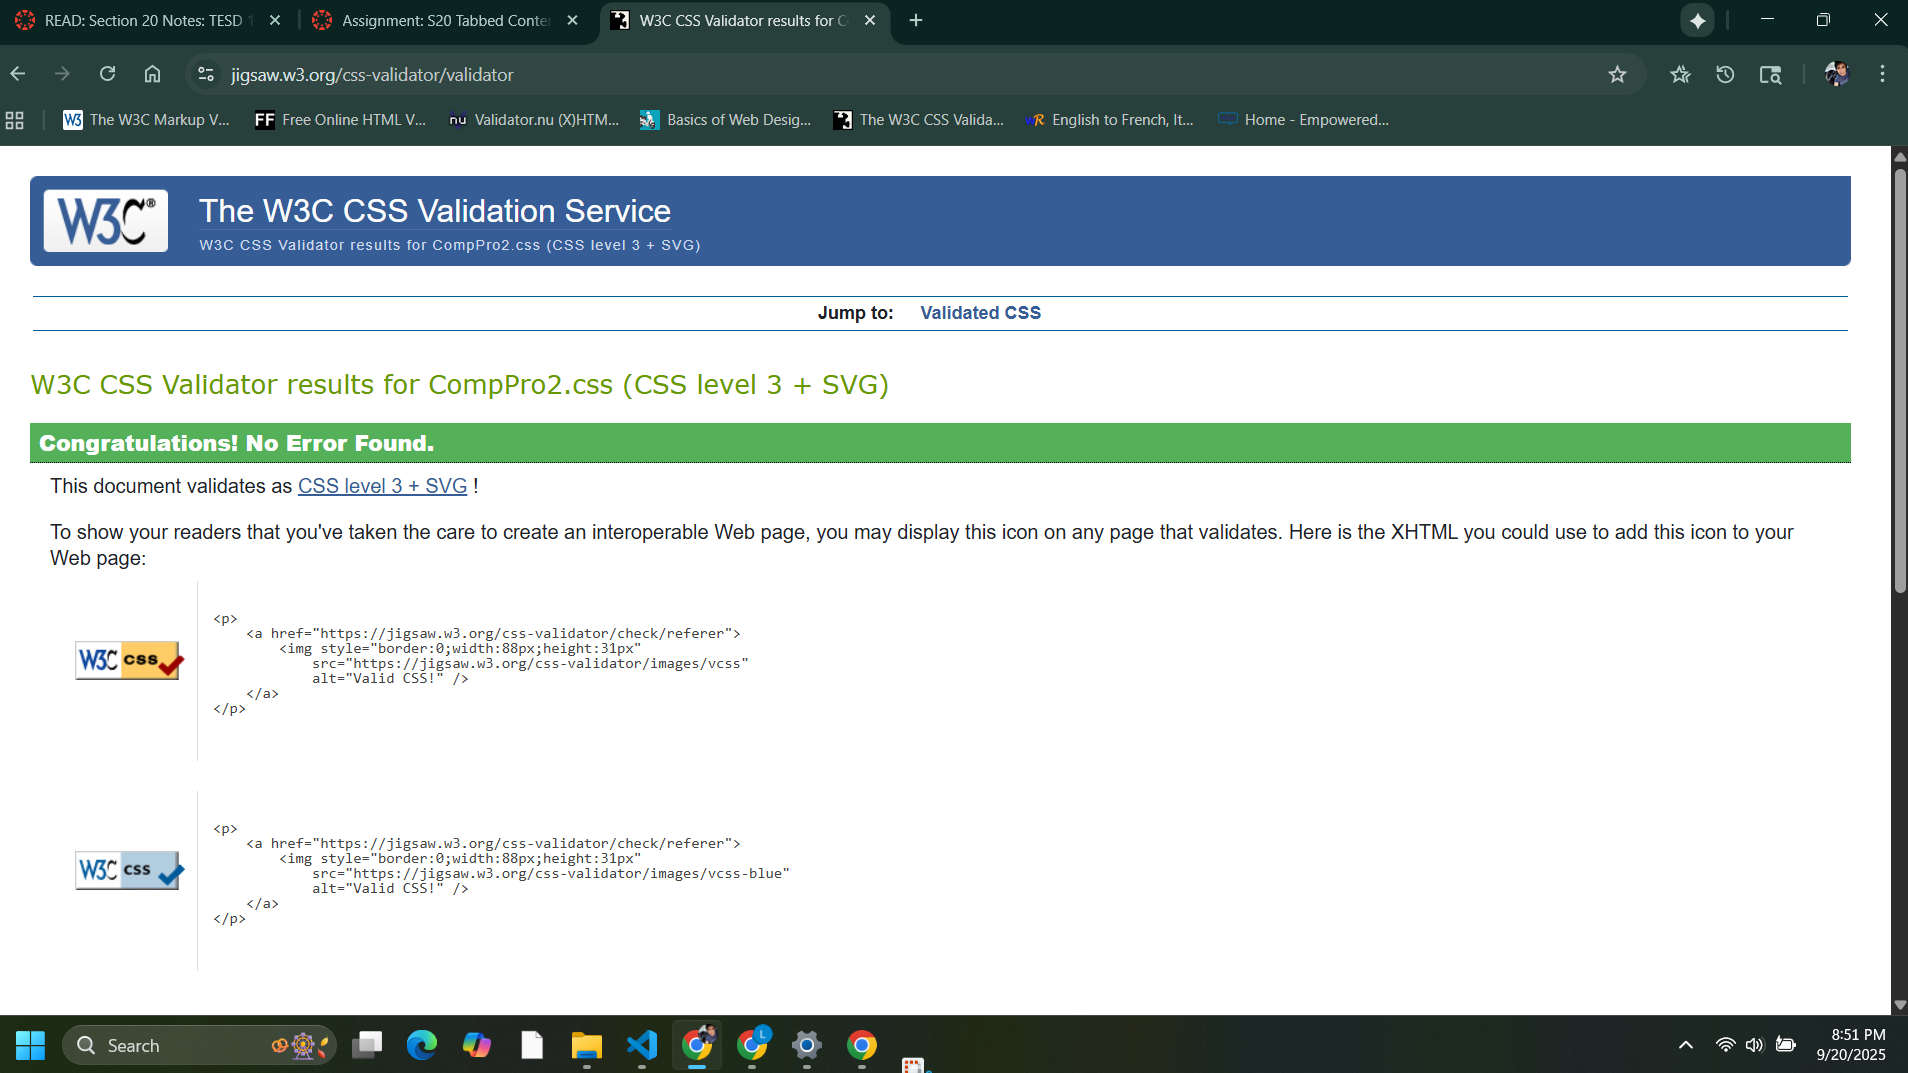 READ: Section 20 Notes: TESD 1
Assignment: S20 Tabbed Conte
W3C CSS Validator results for C
jigsaw.w3.org/css-validator/validator
W3 The W3C Markup V...
FF Free Online HTML V...
nu Validator.nu (X)HTM...
Basics of Web Desig...
The W3C CSS Valida...
wR English to French, It...
Home - Empowered...
W3C®
The W3C CSS Validation Service
W3C CSS Validator results for CompPro2.css (CSS level 3 + SVG)
Jump to: Validated CSS
W3C CSS Validator results for CompPro2.css (CSS level 3 + SVG)
Congratulations! No Error Found.
This document validates as CSS level 3 + SVG !
To show your readers that you've taken the care to create an interoperable Web page, you may display this icon on any page that validates. Here is the XHTML you could use to add this icon to your
Web page:
W3C css
<p>
<a href="https://jigsaw.w3.org/css-validator/check/referer">
<img style="border:0;width:88px;height:31px"
src="https://jigsaw.w3.org/css-validator/images/vcss"
alt="Valid CSS!" />
</a>
</p>
W3C css
<p>
<a href="https://jigsaw.w3.org/css-validator/check/referer">
<img style="border:0;width:88px;height:31px"
src="https://jigsaw.w3.org/css-validator/images/vcss-blue"
alt="Valid CSS!" />
</a>
</p>
Search
L
8:51 PM
9/20/2025